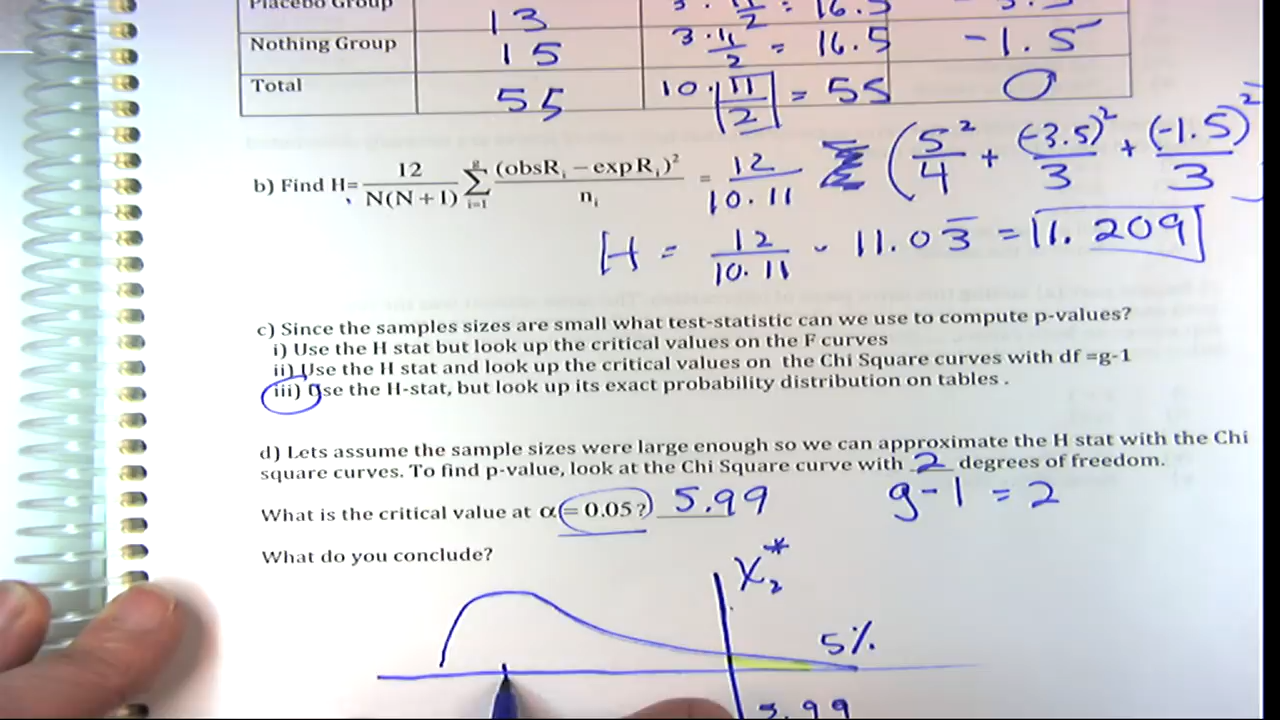 Placebo Group 13 3 · 11/2 = 16.5
Nothing Group 15 3 · 11/2 = 16.5 -1.5
Total 55 10 · 11/2 = 55 0
b) Find H= 12/N(N+1) Σ i=1 g (obsRi − exp Ri)²/ni = 12/10·11 (5²/4 + (-3.5)²/3 + (-1.5)²/3)
H = 12/10·11 · 11.083̅ = 1.209
c) Since the samples sizes are small what test-statistic can we use to compute p-values?
i) Use the H stat but look up the critical values on the F curves
ii) Use the H stat and look up the critical values on the Chi Square curves with df =g-1
iii) Use the H-stat, but look up its exact probability distribution on tables .
d) Lets assume the sample sizes were large enough so we can approximate the H stat with the Chi
square curves. To find p-value, look at the Chi Square curve with 2 degrees of freedom.
g-1 = 2
What is the critical value at α = 0.05? 5.99
What do you conclude?
X₂*
5%
5.99